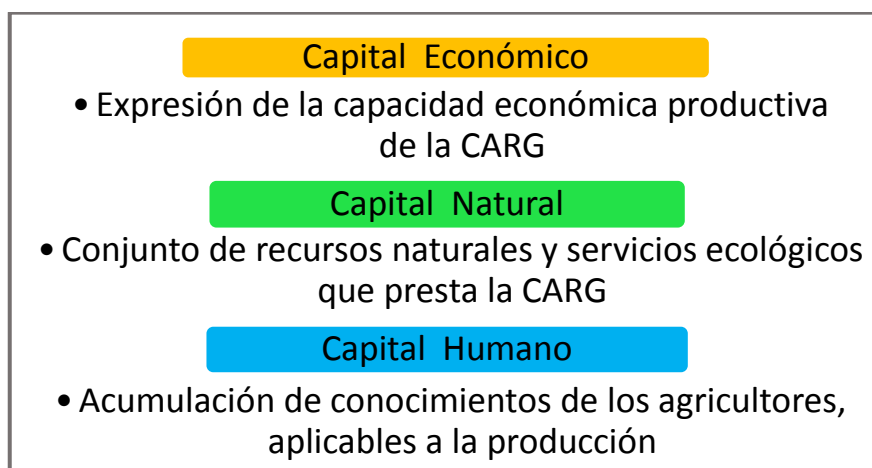 Capital Económico
• Expresión de la capacidad económica productiva
de la CARG
Capital Natural
• Conjunto de recursos naturales y servicios ecológicos
que presta la CARG
Capital Humano
• Acumulación de conocimientos de los agricultores,
aplicables a la producción